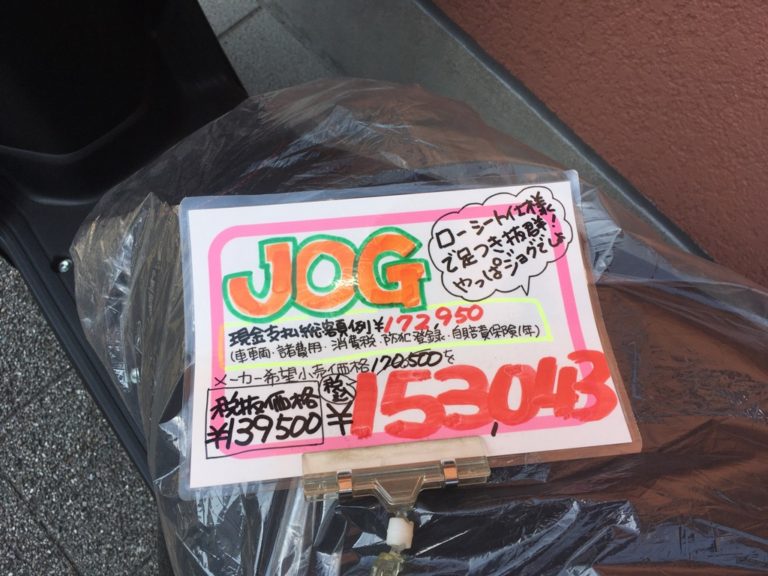 JOG
ローシート仕様
で足つき抜群！
やっぱジョグでしょ
現金支払総額(例)¥172,950
(車車両・諸費用・消費税・防犯登録・自賠責保険(1年)
メーカー希望小売価格170,500を
税抜価格
¥139500
税込
¥153,043